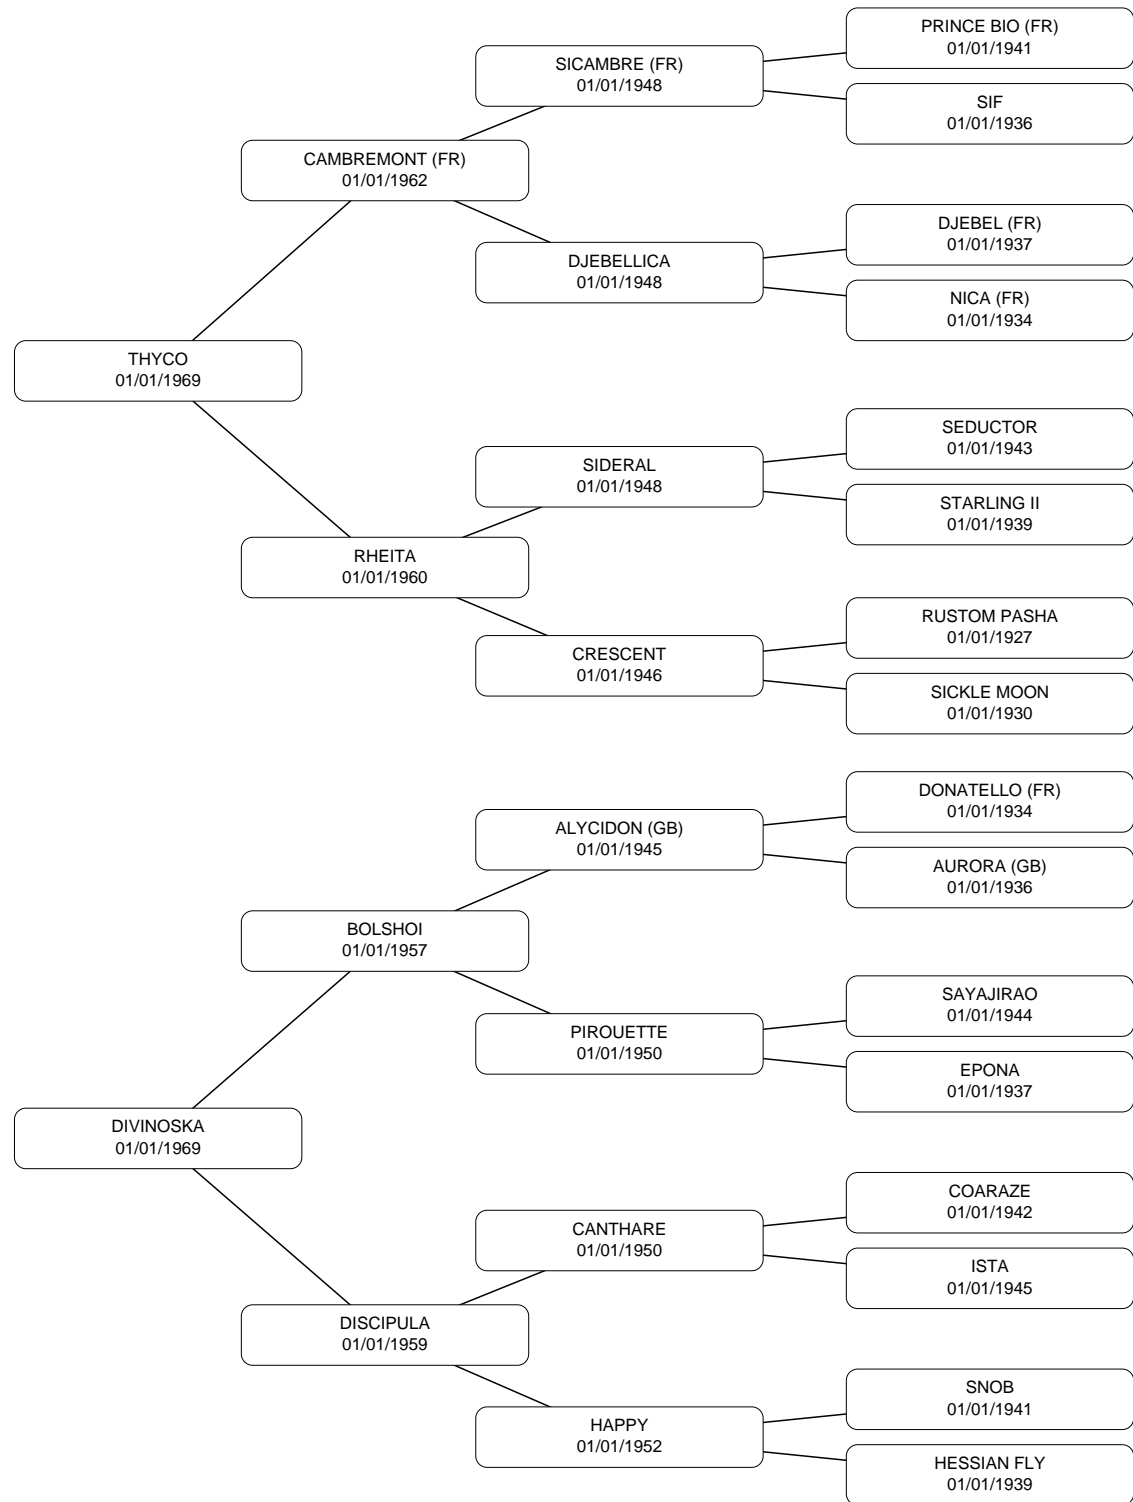 PRINCE BIO (FR)
01/01/1941
SICAMBRE (FR)
01/01/1948
SIF
01/01/1936
CAMBREMONT (FR)
01/01/1962
DJEBEL (FR)
01/01/1937
DJEBELLICA
01/01/1948
NICA (FR)
01/01/1934
THYCO
01/01/1969
SEDUCTOR
01/01/1943
SIDERAL
01/01/1948
STARLING II
01/01/1939
RHEITA
01/01/1960
RUSTOM PASHA
01/01/1927
CRESCENT
01/01/1946
SICKLE MOON
01/01/1930
DONATELLO (FR)
01/01/1934
ALYCIDON (GB)
01/01/1945
AURORA (GB)
01/01/1936
BOLSHOI
01/01/1957
SAYAJIRAO
01/01/1944
PIROUETTE
01/01/1950
EPONA
01/01/1937
DIVINOSKA
01/01/1969
COARAZE
01/01/1942
CANTHARE
01/01/1950
ISTA
01/01/1945
DISCIPULA
01/01/1959
SNOB
01/01/1941
HAPPY
01/01/1952
HESSIAN FLY
01/01/1939